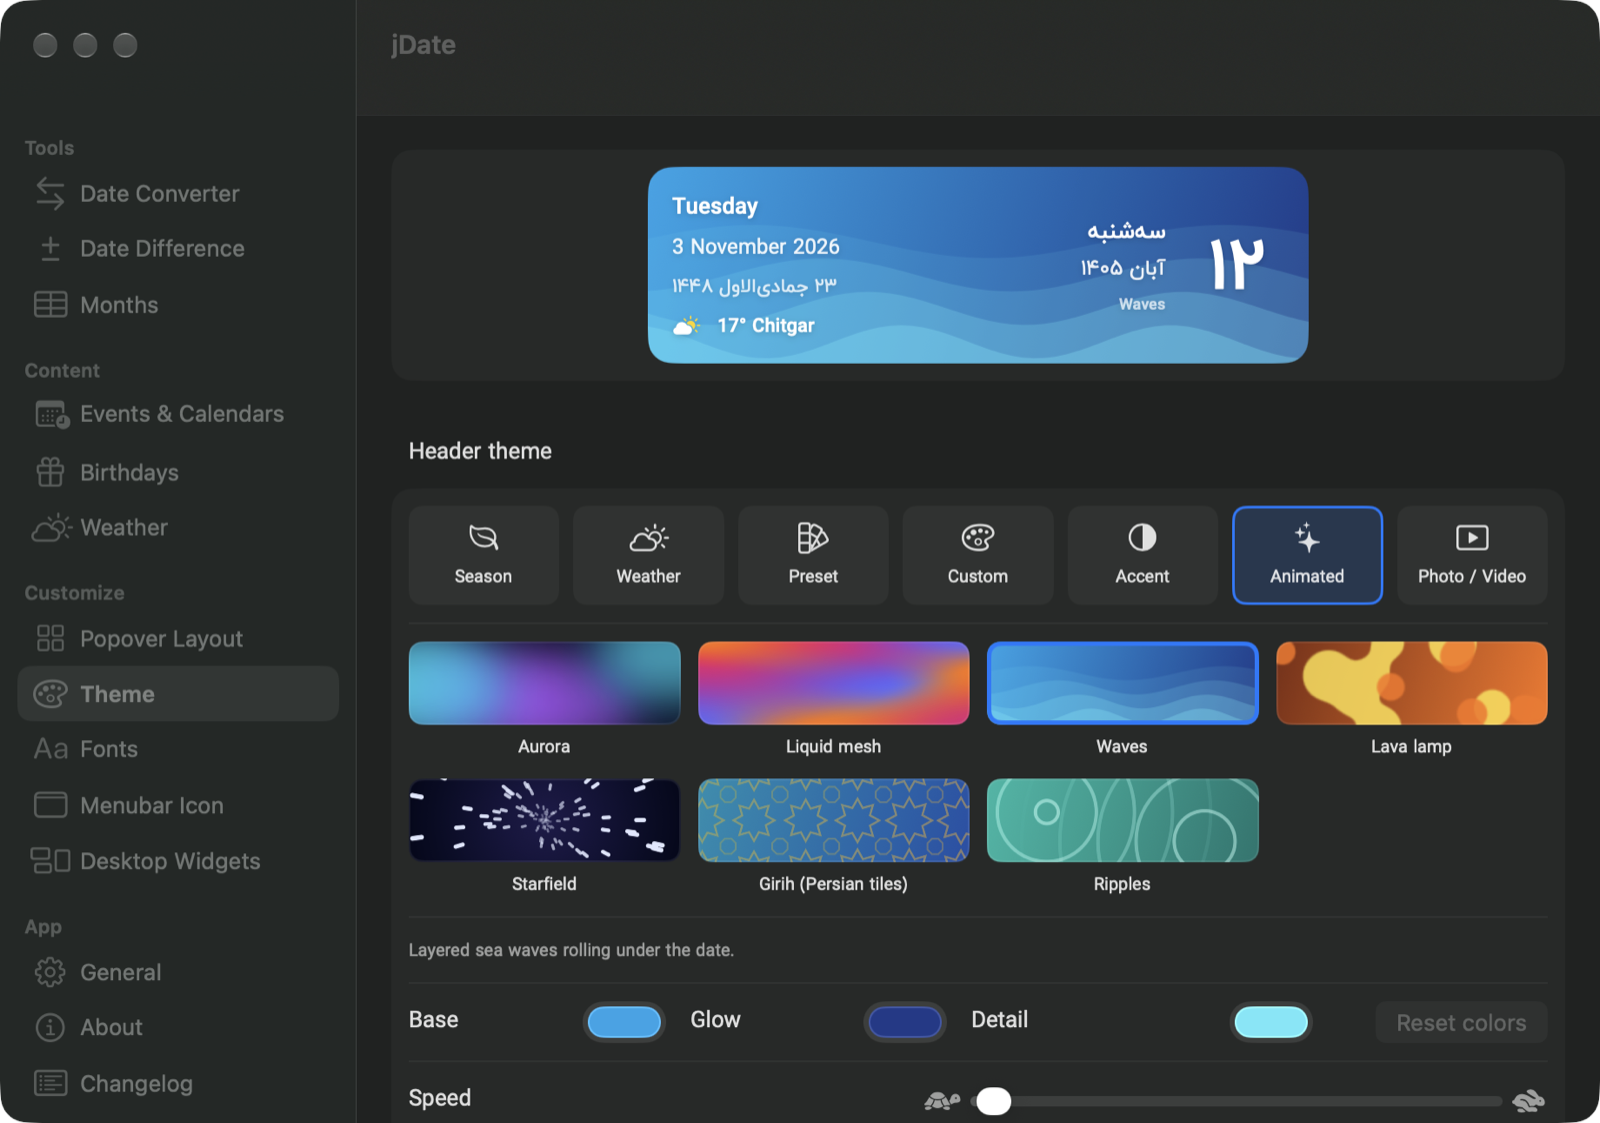 jDate
Tools
Date Converter
Date Difference
Months
Content
Events & Calendars
Birthdays
Weather
Customize
Popover Layout
Theme
Aa Fonts
Menubar Icon
Desktop Widgets
App
General
About
Changelog
Tuesday
3 November 2026
۲۳ جمادی‌الاول ۱۴۴۸
17° Chitgar
سه‌شنبه
آبان ۱۴۰۵
Waves
۱۲
Header theme
Season
Weather
Preset
Custom
Accent
Animated
Photo / Video
Aurora
Liquid mesh
Waves
Lava lamp
Starfield
Girih (Persian tiles)
Ripples
Layered sea waves rolling under the date.
Base
Glow
Detail
Reset colors
Speed